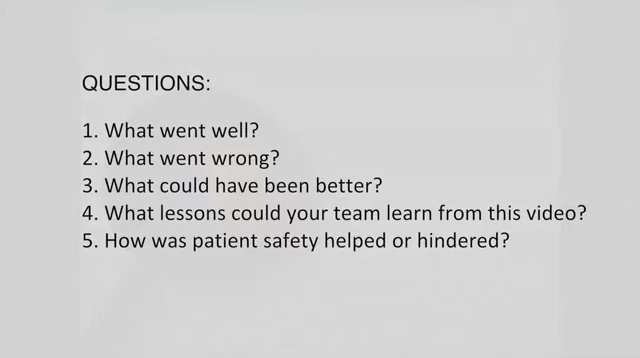 QUESTIONS:
1. What went well?
2. What went wrong?
3. What could have been better?
4. What lessons could your team learn from this video?
5. How was patient safety helped or hindered?